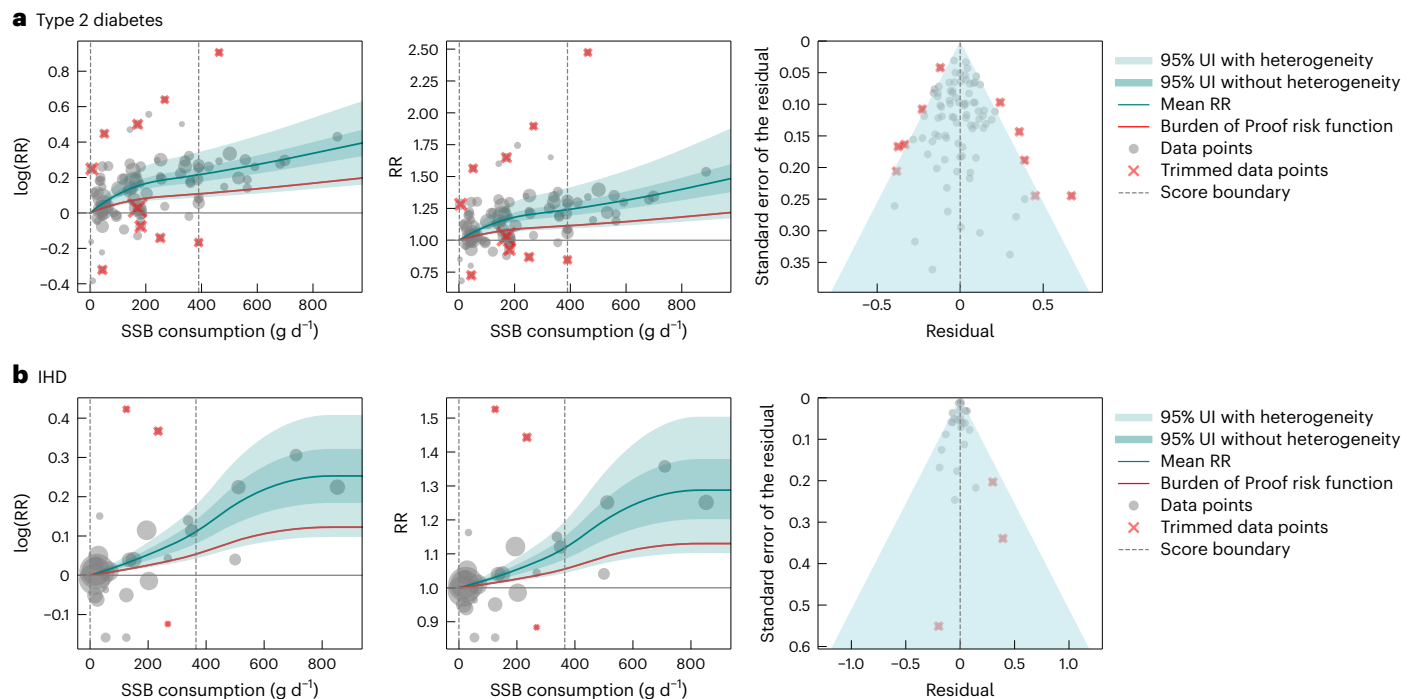 a Type 2 diabetes
log(RR)
0.8
0.6
0.4
0.2
0
−0.2
−0.4
0 200 400 600 800
SSB consumption (g d−1)
RR
2.50
2.25
2.00
1.75
1.50
1.25
1.00
0.75
0 200 400 600 800
SSB consumption (g d−1)
Standard error of the residual
0
0.05
0.10
0.15
0.20
0.25
0.30
0.35
−0.5 0 0.5
Residual
95% UI with heterogeneity
95% UI without heterogeneity
Mean RR
Burden of Proof risk function
Data points
Trimmed data points
Score boundary
b IHD
log(RR)
0.4
0.3
0.2
0.1
0
−0.1
0 200 400 600 800
SSB consumption (g d−1)
RR
1.5
1.4
1.3
1.2
1.1
1.0
0.9
0 200 400 600 800
SSB consumption (g d−1)
Standard error of the residual
0
0.1
0.2
0.3
0.4
0.5
0.6
−1.0 −0.5 0 0.5 1.0
Residual
95% UI with heterogeneity
95% UI without heterogeneity
Mean RR
Burden of Proof risk function
Data points
Trimmed data points
Score boundary